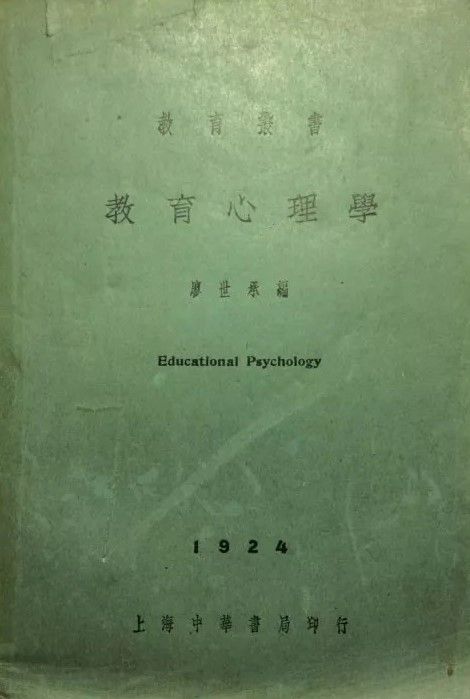 教育叢書
教育心理學
廖世承編
Educational Psychology
1924
上海中華書局印行